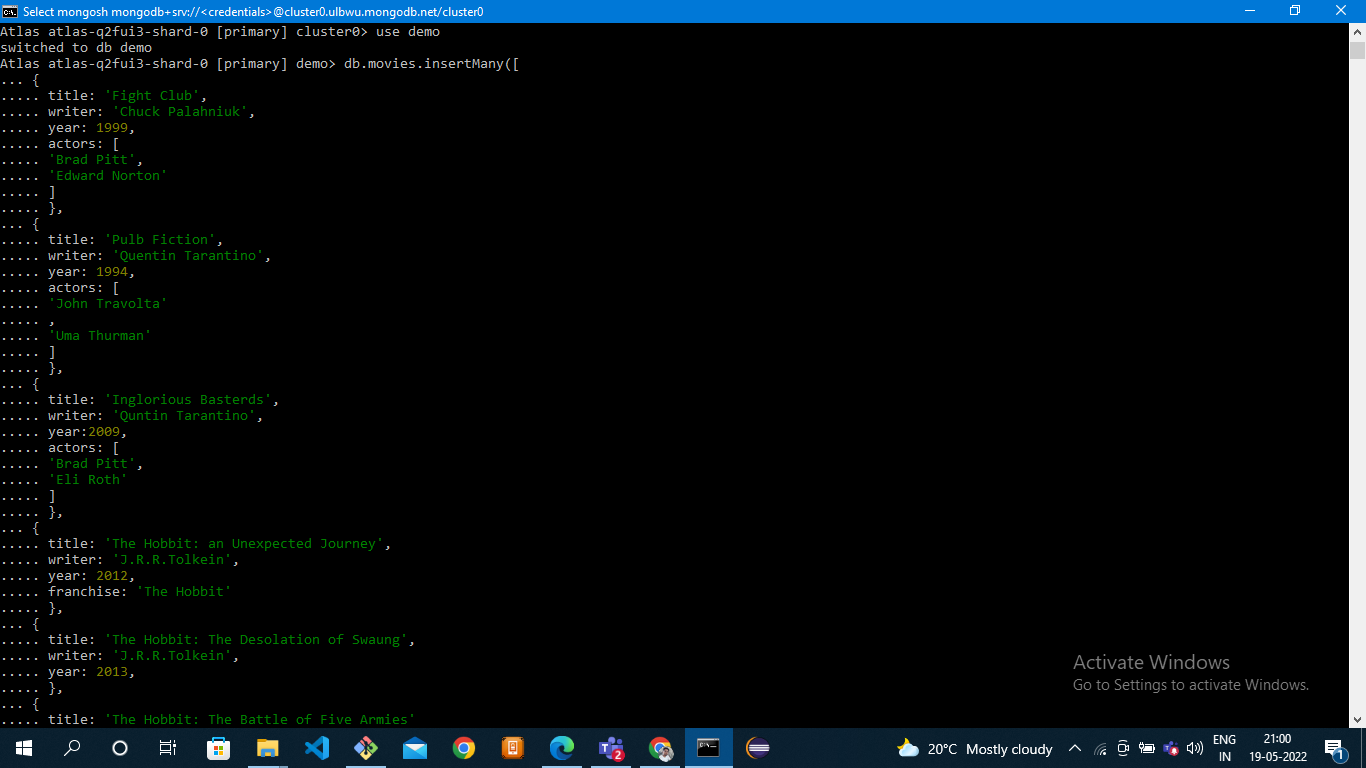 Select mongosh mongodb+srv://<credentials>@cluster0.ulbwu.mongodb.net/cluster0
Atlas atlas-q2fui3-shard-0 [primary] cluster0> use demo
switched to db demo
Atlas atlas-q2fui3-shard-0 [primary] demo> db.movies.insertMany([
... {
..... title: 'Fight Club',
..... writer: 'Chuck Palahniuk',
..... year: 1999,
..... actors: [
..... 'Brad Pitt',
..... 'Edward Norton'
..... ]
..... },
... {
..... title: 'Pulb Fiction',
..... writer: 'Quentin Tarantino',
..... year: 1994,
..... actors: [
..... 'John Travolta'
..... ,
..... 'Uma Thurman'
..... ]
..... },
... {
..... title: 'Inglorious Basterds',
..... writer: 'Quntin Tarantino',
..... year:2009,
..... actors: [
..... 'Brad Pitt',
..... 'Eli Roth'
..... ]
..... },
... {
..... title: 'The Hobbit: an Unexpected Journey',
..... writer: 'J.R.R.Tolkein',
..... year: 2012,
..... franchise: 'The Hobbit'
..... },
... {
..... title: 'The Hobbit: The Desolation of Swaung',
..... writer: 'J.R.R.Tolkein',
..... year: 2013,
..... },
... {
..... title: 'The Hobbit: The Battle of Five Armies'
Activate Windows
Go to Settings to activate Windows.
2
20°C Mostly cloudy
ENG
IN
21:00
19-05-2022
1